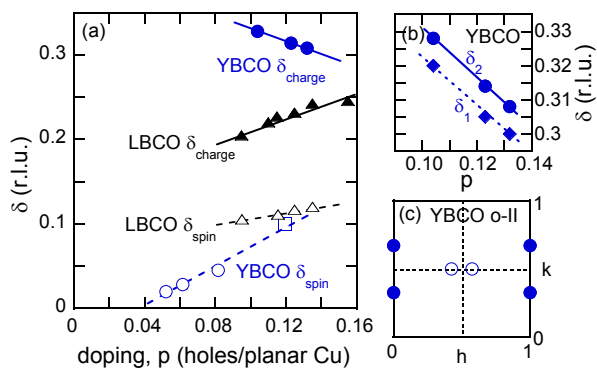 (a)
YBCO δcharge
LBCO δcharge
LBCO δspin
YBCO δspin
0.3
0.2
0.1
0
0 0.04 0.08 0.12 0.16
δ (r.l.u.)
doping, p (holes/planar Cu)
(b) YBCO
δ2
δ1
0.33
0.32
0.31
0.3
0.10 0.12 0.14
p
δ (r.l.u.)
(c) YBCO o-II
1
k
0
0 h 1